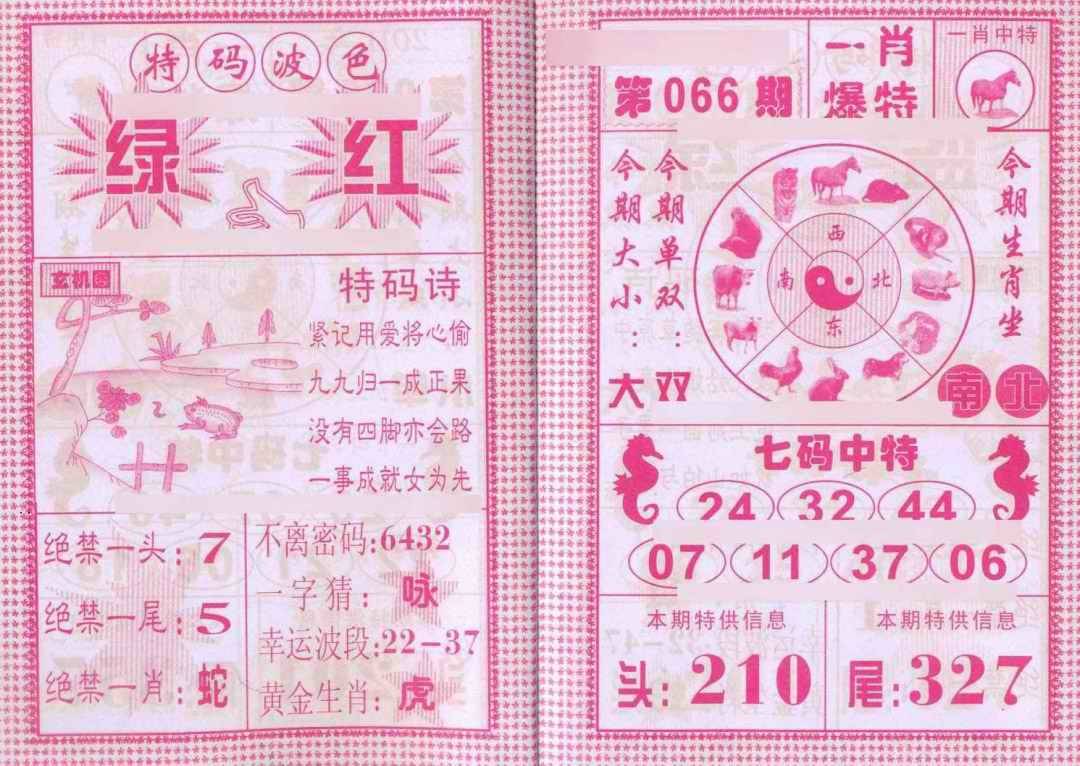 特码波色
绿 红
玄机图
特码诗
紧记用爱将心偷
九九归一成正果
没有四脚亦会路
一事成就女为先
绝禁一头:7
绝禁一尾:5
绝禁一肖:蛇
不离密码:6432
一字猜:咏
幸运波段:22-37
黄金生肖:虎
第066期
一肖
爆特
一肖中特
今期大小:
大
今期单双:
双
西
南 北
东
今期生肖坐
南北
七码中特
24 32 44
07 11 37 06
本期特供信息
头:210
本期特供信息
尾:327